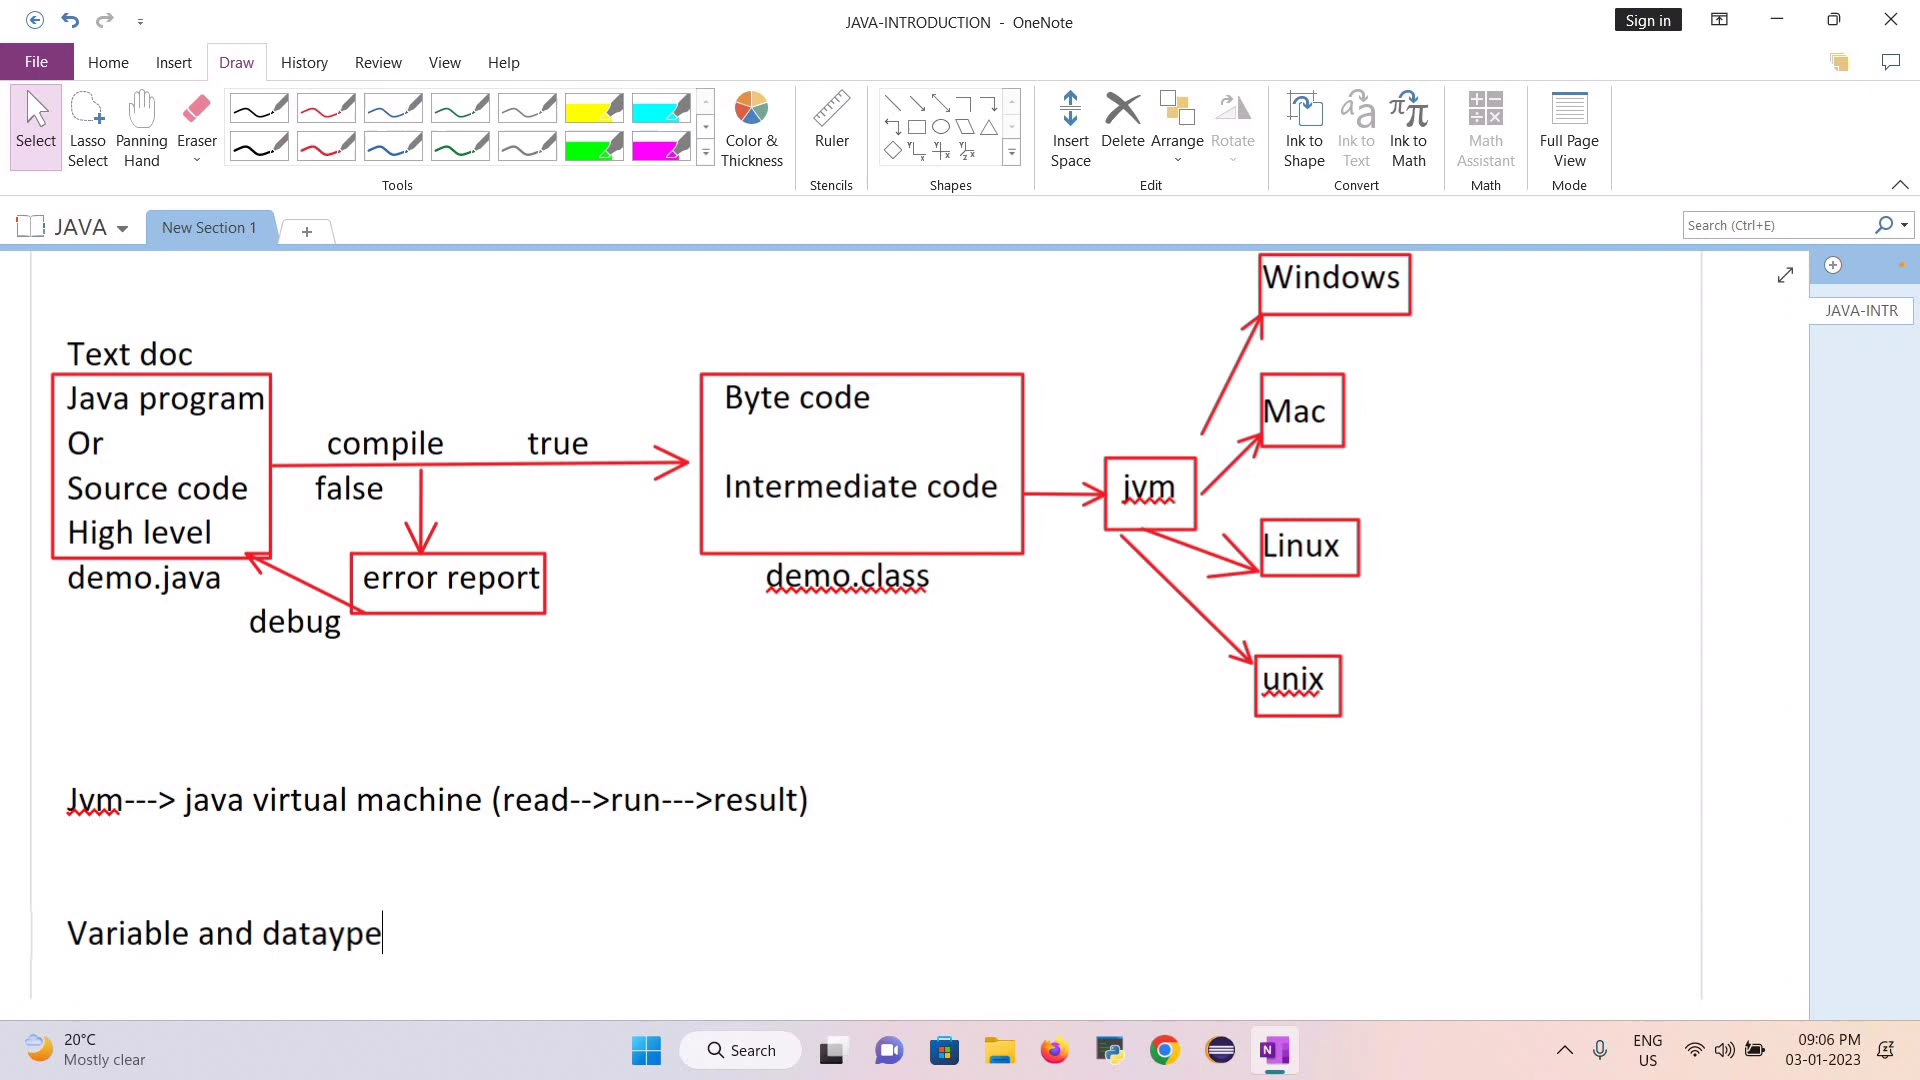 JAVA-INTRODUCTION - OneNote
Sign in
File Home Insert Draw History Review View Help
Select
Lasso Select
Panning Hand
Eraser
Color & Thickness
Ruler
Insert Space
Delete
Arrange
Rotate
Ink to Shape
Ink to Text
Ink to Math
Math Assistant
Full Page View
Tools Stencils Shapes Edit Convert Math Mode
JAVA New Section 1 +
Search (Ctrl+E)
JAVA-INTR
Windows
Text doc
Java program
Or
Source code
High level
demo.java
compile true
false
error report
debug
Byte code
Intermediate code
demo.class
jvm
Mac
Linux
unix
Jvm---> java virtual machine (read-->run--->result)
Variable and dataype
20°C
Mostly clear
Search
ENG
US
09:06 PM
03-01-2023